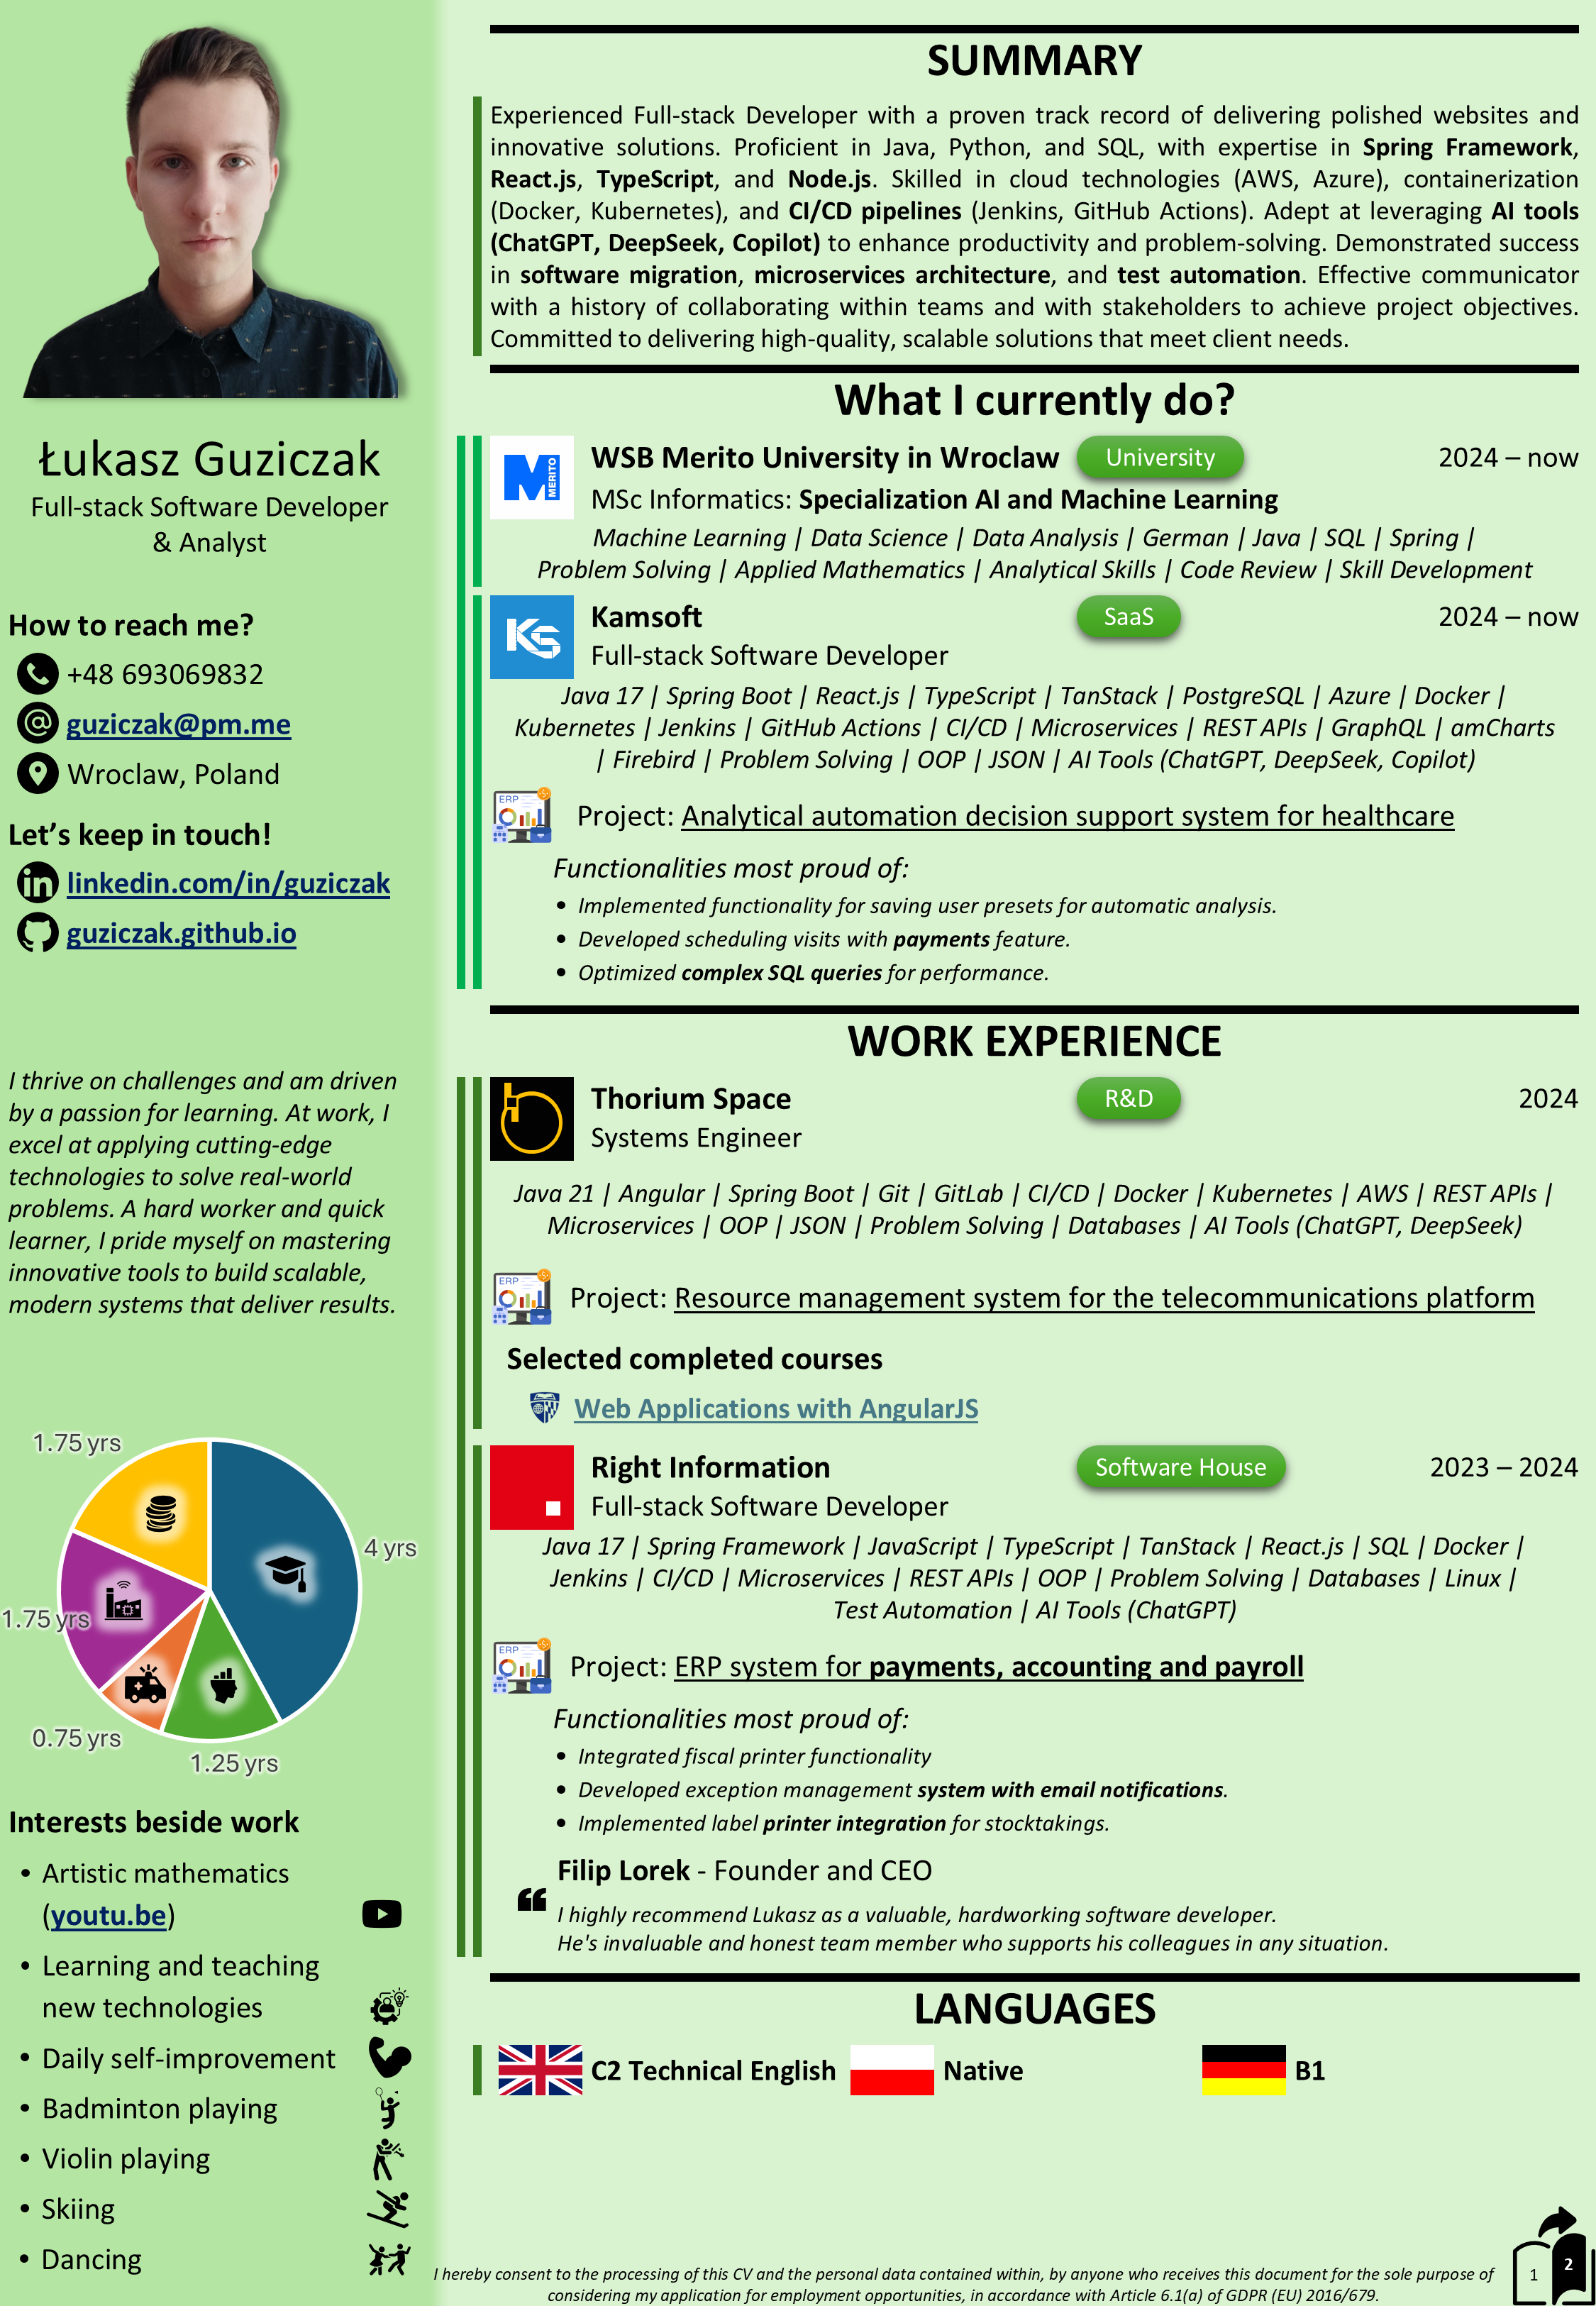 Łukasz Guziczak
Full-stack Software Developer
& Analyst
How to reach me?
+48 693069832
guziczak@pm.me
Wroclaw, Poland
Let's keep in touch!
linkedin.com/in/guziczak
guziczak.github.io
I thrive on challenges and am driven
by a passion for learning. At work, I
excel at applying cutting-edge
technologies to solve real-world
problems. A hard worker and quick
learner, I pride myself on mastering
innovative tools to build scalable,
modern systems that deliver results.
1.75 yrs
4 yrs
1.75 yrs
0.75 yrs
1.25 yrs
Interests beside work
• Artistic mathematics
(youtu.be)
• Learning and teaching
new technologies
• Daily self-improvement
• Badminton playing
• Violin playing
• Skiing
• Dancing
SUMMARY
Experienced Full-stack Developer with a proven track record of delivering polished websites and
innovative solutions. Proficient in Java, Python, and SQL, with expertise in Spring Framework,
React.js, TypeScript, and Node.js. Skilled in cloud technologies (AWS, Azure), containerization
(Docker, Kubernetes), and CI/CD pipelines (Jenkins, GitHub Actions). Adept at leveraging AI tools
(ChatGPT, DeepSeek, Copilot) to enhance productivity and problem-solving. Demonstrated success
in software migration, microservices architecture, and test automation. Effective communicator
with a history of collaborating within teams and with stakeholders to achieve project objectives.
Committed to delivering high-quality, scalable solutions that meet client needs.
What I currently do?
MERITO
WSB Merito University in Wroclaw University 2024 – now
MSc Informatics: Specialization AI and Machine Learning
Machine Learning | Data Science | Data Analysis | German | Java | SQL | Spring |
Problem Solving | Applied Mathematics | Analytical Skills | Code Review | Skill Development
KS
Kamsoft SaaS 2024 – now
Full-stack Software Developer
Java 17 | Spring Boot | React.js | TypeScript | TanStack | PostgreSQL | Azure | Docker |
Kubernetes | Jenkins | GitHub Actions | CI/CD | Microservices | REST APIs | GraphQL | amCharts
| Firebird | Problem Solving | OOP | JSON | AI Tools (ChatGPT, DeepSeek, Copilot)
ERP
Project: Analytical automation decision support system for healthcare
Functionalities most proud of:
• Implemented functionality for saving user presets for automatic analysis.
• Developed scheduling visits with payments feature.
• Optimized complex SQL queries for performance.
WORK EXPERIENCE
Thorium Space R&D 2024
Systems Engineer
Java 21 | Angular | Spring Boot | Git | GitLab | CI/CD | Docker | Kubernetes | AWS | REST APIs |
Microservices | OOP | JSON | Problem Solving | Databases | AI Tools (ChatGPT, DeepSeek)
ERP
Project: Resource management system for the telecommunications platform
Selected completed courses
Web Applications with AngularJS
Right Information Software House 2023 – 2024
Full-stack Software Developer
Java 17 | Spring Framework | JavaScript | TypeScript | TanStack | React.js | SQL | Docker |
Jenkins | CI/CD | Microservices | REST APIs | OOP | Problem Solving | Databases | Linux |
Test Automation | AI Tools (ChatGPT)
ERP
Project: ERP system for payments, accounting and payroll
Functionalities most proud of:
• Integrated fiscal printer functionality
• Developed exception management system with email notifications.
• Implemented label printer integration for stocktakings.
Filip Lorek - Founder and CEO
❝ I highly recommend Lukasz as a valuable, hardworking software developer.
He's invaluable and honest team member who supports his colleagues in any situation.
LANGUAGES
C2 Technical English Native B1
I hereby consent to the processing of this CV and the personal data contained within, by anyone who receives this document for the sole purpose of
considering my application for employment opportunities, in accordance with Article 6.1(a) of GDPR (EU) 2016/679.
1 2